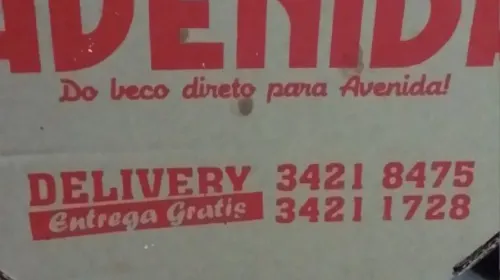 AVENIDA
Do beco direto para Avenida!
DELIVERY 3421 8475
Entrega Gratis 3421 1728